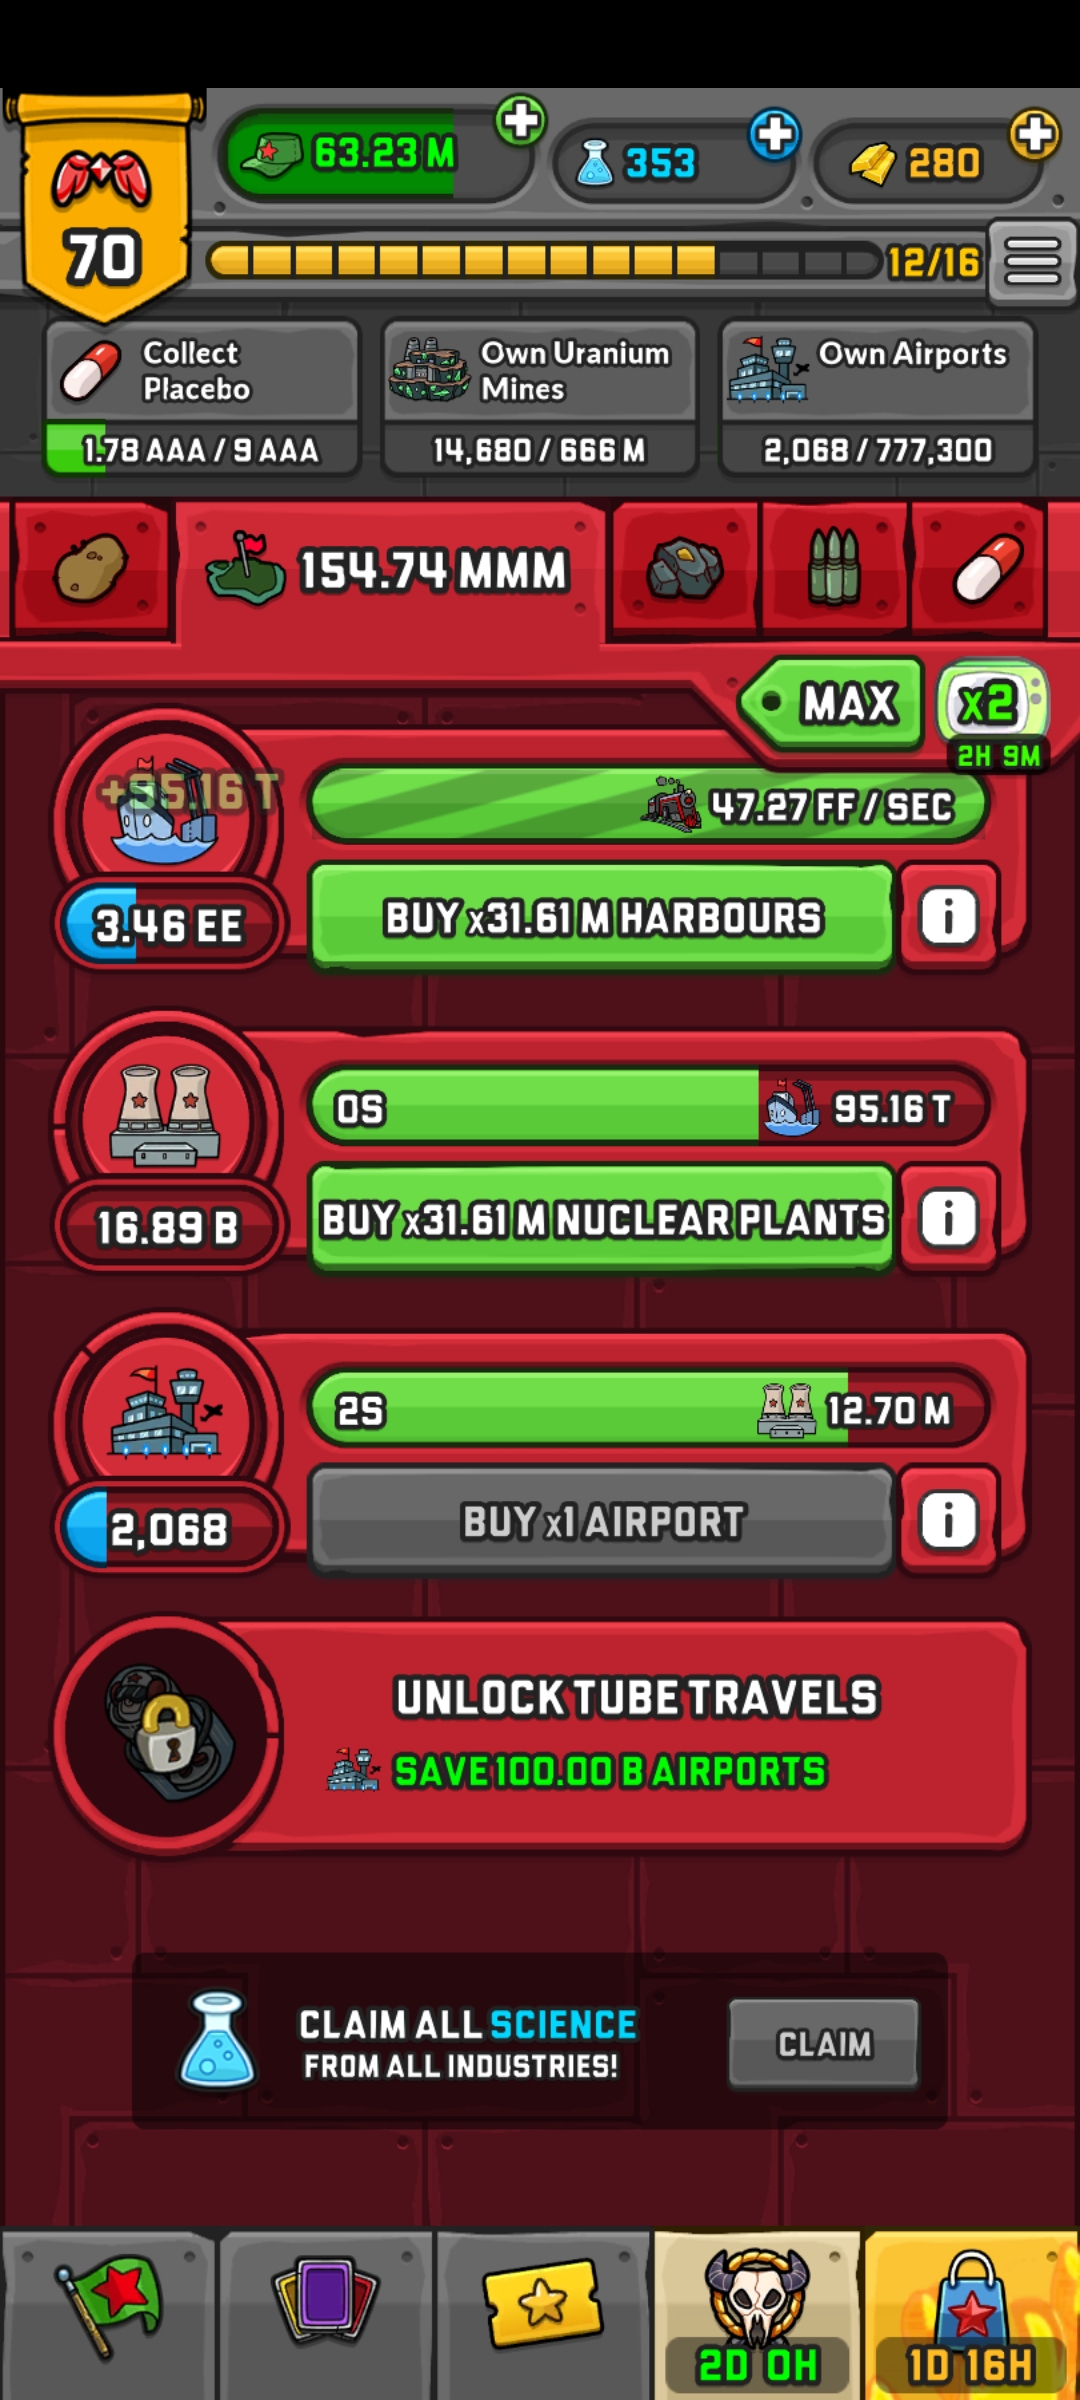 63.23 M
353
280
70
12/16
Collect
Placebo
1.78 AAA / 9 AAA
Own Uranium
Mines
14,680 / 666 M
Own Airports
2,068 / 777,300
154.74 MMM
MAX
x2
2H 9M
+95.16 T
47.27 FF / SEC
3.46 EE
BUY x31.61 M HARBOURS
i
0S
95.16 T
16.89 B
BUY x31.61 M NUCLEAR PLANTS
i
2S
12.70 M
2,068
BUY x1 AIRPORT
i
UNLOCK TUBE TRAVELS
SAVE 100.00 B AIRPORTS
CLAIM ALL SCIENCE
FROM ALL INDUSTRIES!
CLAIM
2D 0H
1D 16H